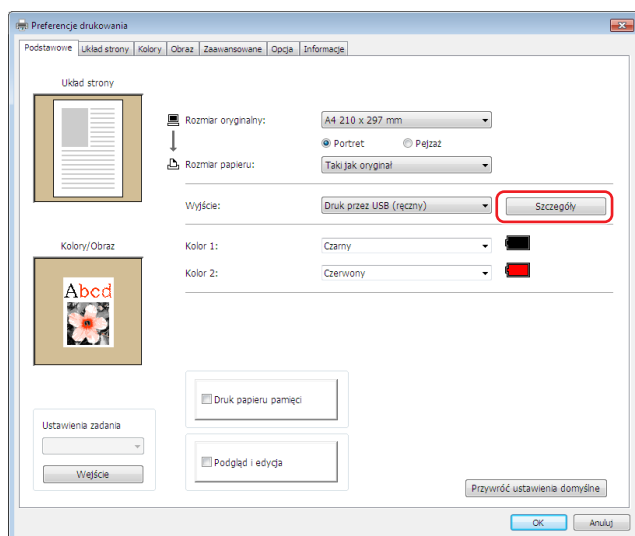 Preferencje drukowania
Podstawowe Układ strony Kolory Obraz Zaawansowane Opcja Informacje
Układ strony
Rozmiar oryginalny: A4 210 x 297 mm
Portret Pejzaż
Rozmiar papieru: Taki jak oryginał
Wyjście: Druk przez USB (ręczny) Szczegóły
Kolory/Obraz
Kolor 1: Czarny
Kolor 2: Czerwony
Abcd
Druk papieru pamięci
Ustawienia zadania
Podgląd i edycja
Wejście
Przywróć ustawienia domyślne
OK Anuluj